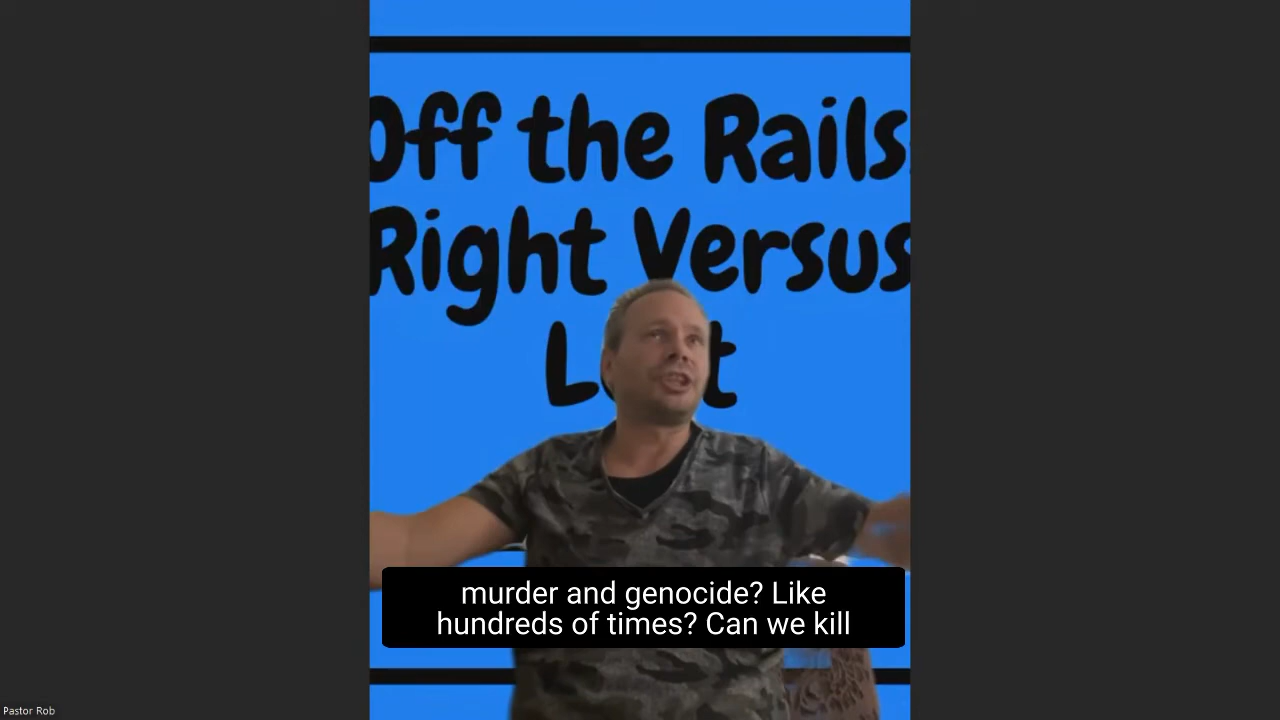 Off the Rails:
Right Versus
L t
murder and genocide? Like
hundreds of times? Can we kill
Pastor Rob